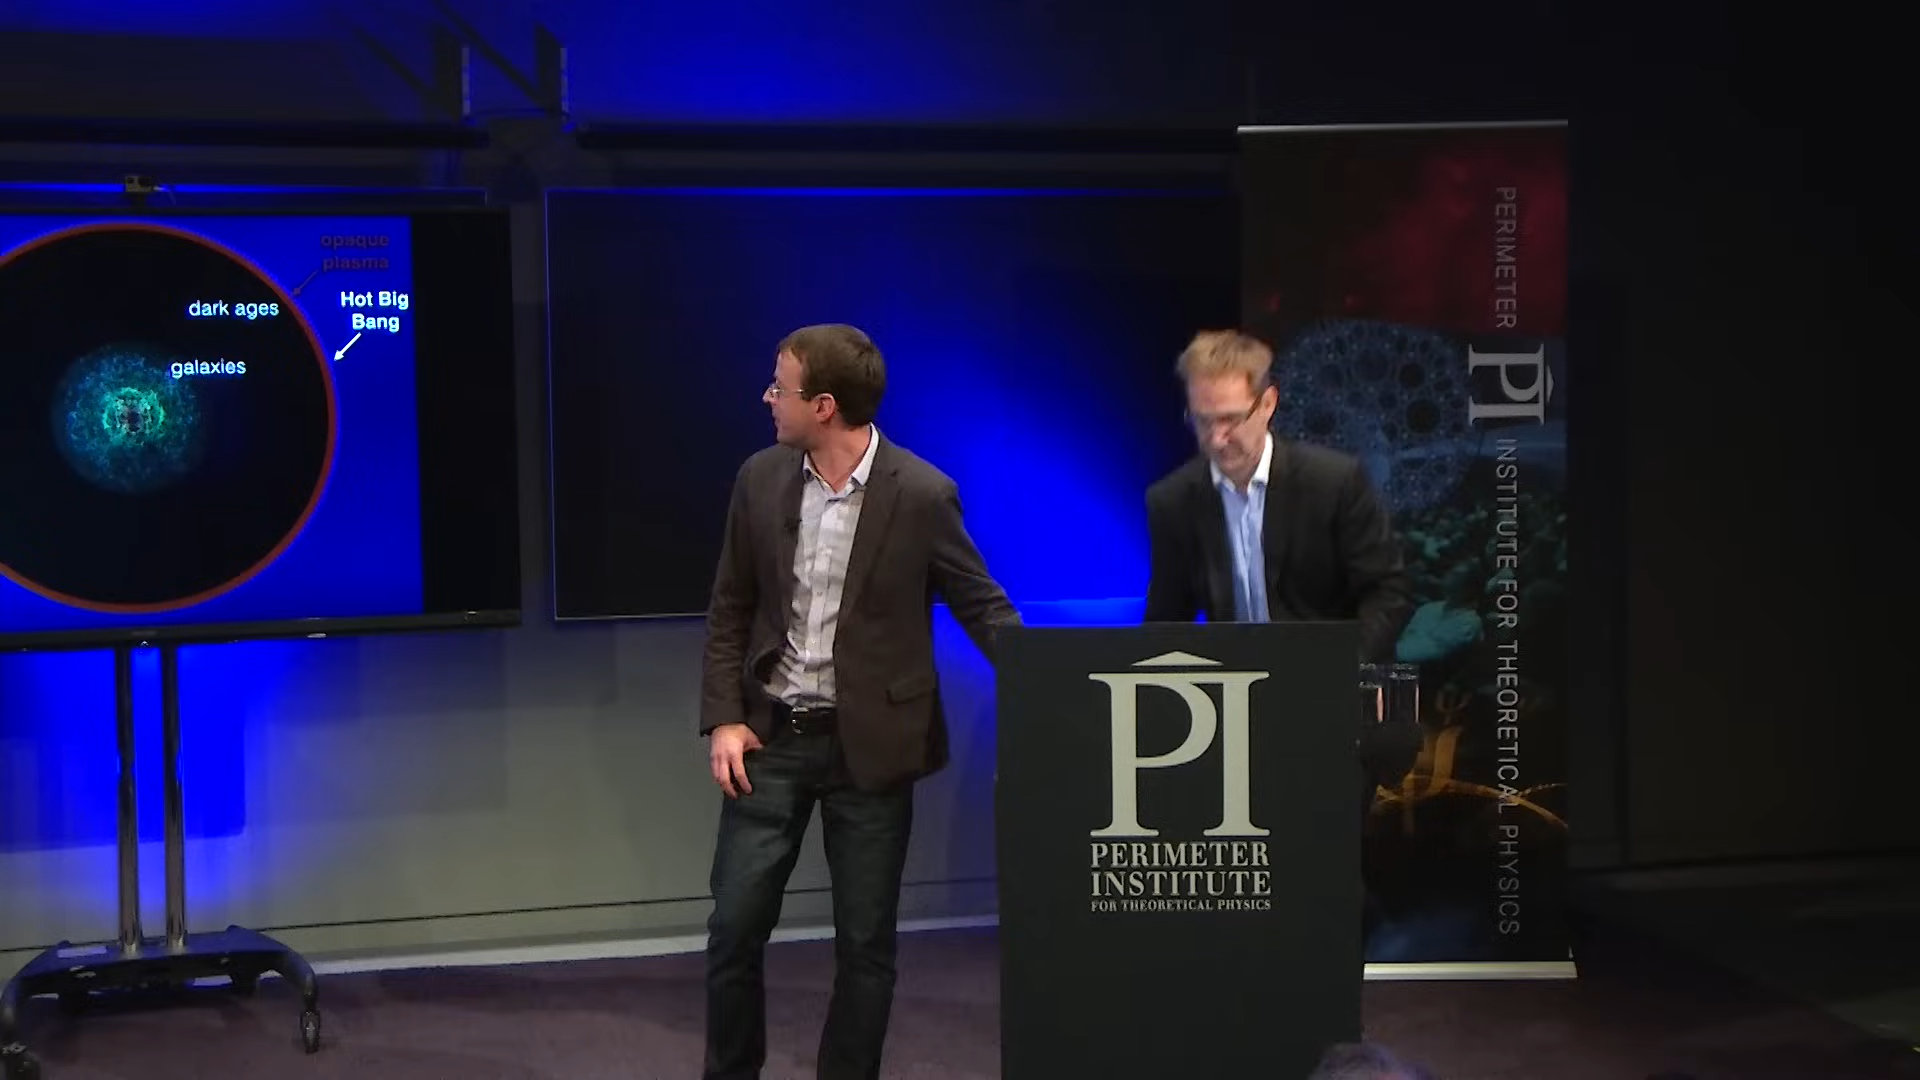 opaque
plasma
dark ages
Hot Big
Bang
galaxies
PI
PERIMETER
INSTITUTE
FOR THEORETICAL PHYSICS
PERIMETER PI INSTITUTE FOR THEORETICAL PHYSICS